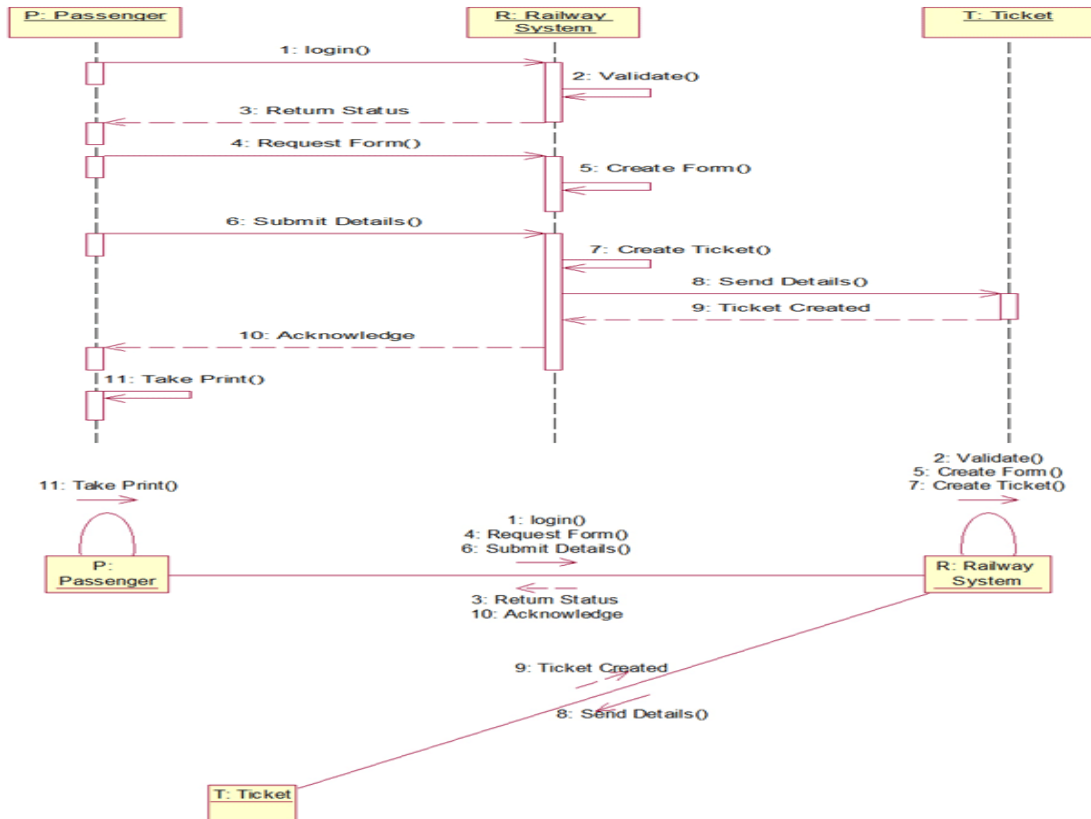 P: Passenger
R: Railway
System
T: Ticket
1: login()
2: Validate()
3: Return Status
4: Request Form()
5: Create Form()
6: Submit Details()
7: Create Ticket()
8: Send Details()
9: Ticket Created
10: Acknowledge
11: Take Print()
2: Validate()
5: Create Form()
7: Create Ticket()
11: Take Print()
1: login()
4: Request Form()
6: Submit Details()
P:
Passenger
R: Railway
System
3: Return Status
10: Acknowledge
9: Ticket Created
8: Send Details()
T: Ticket